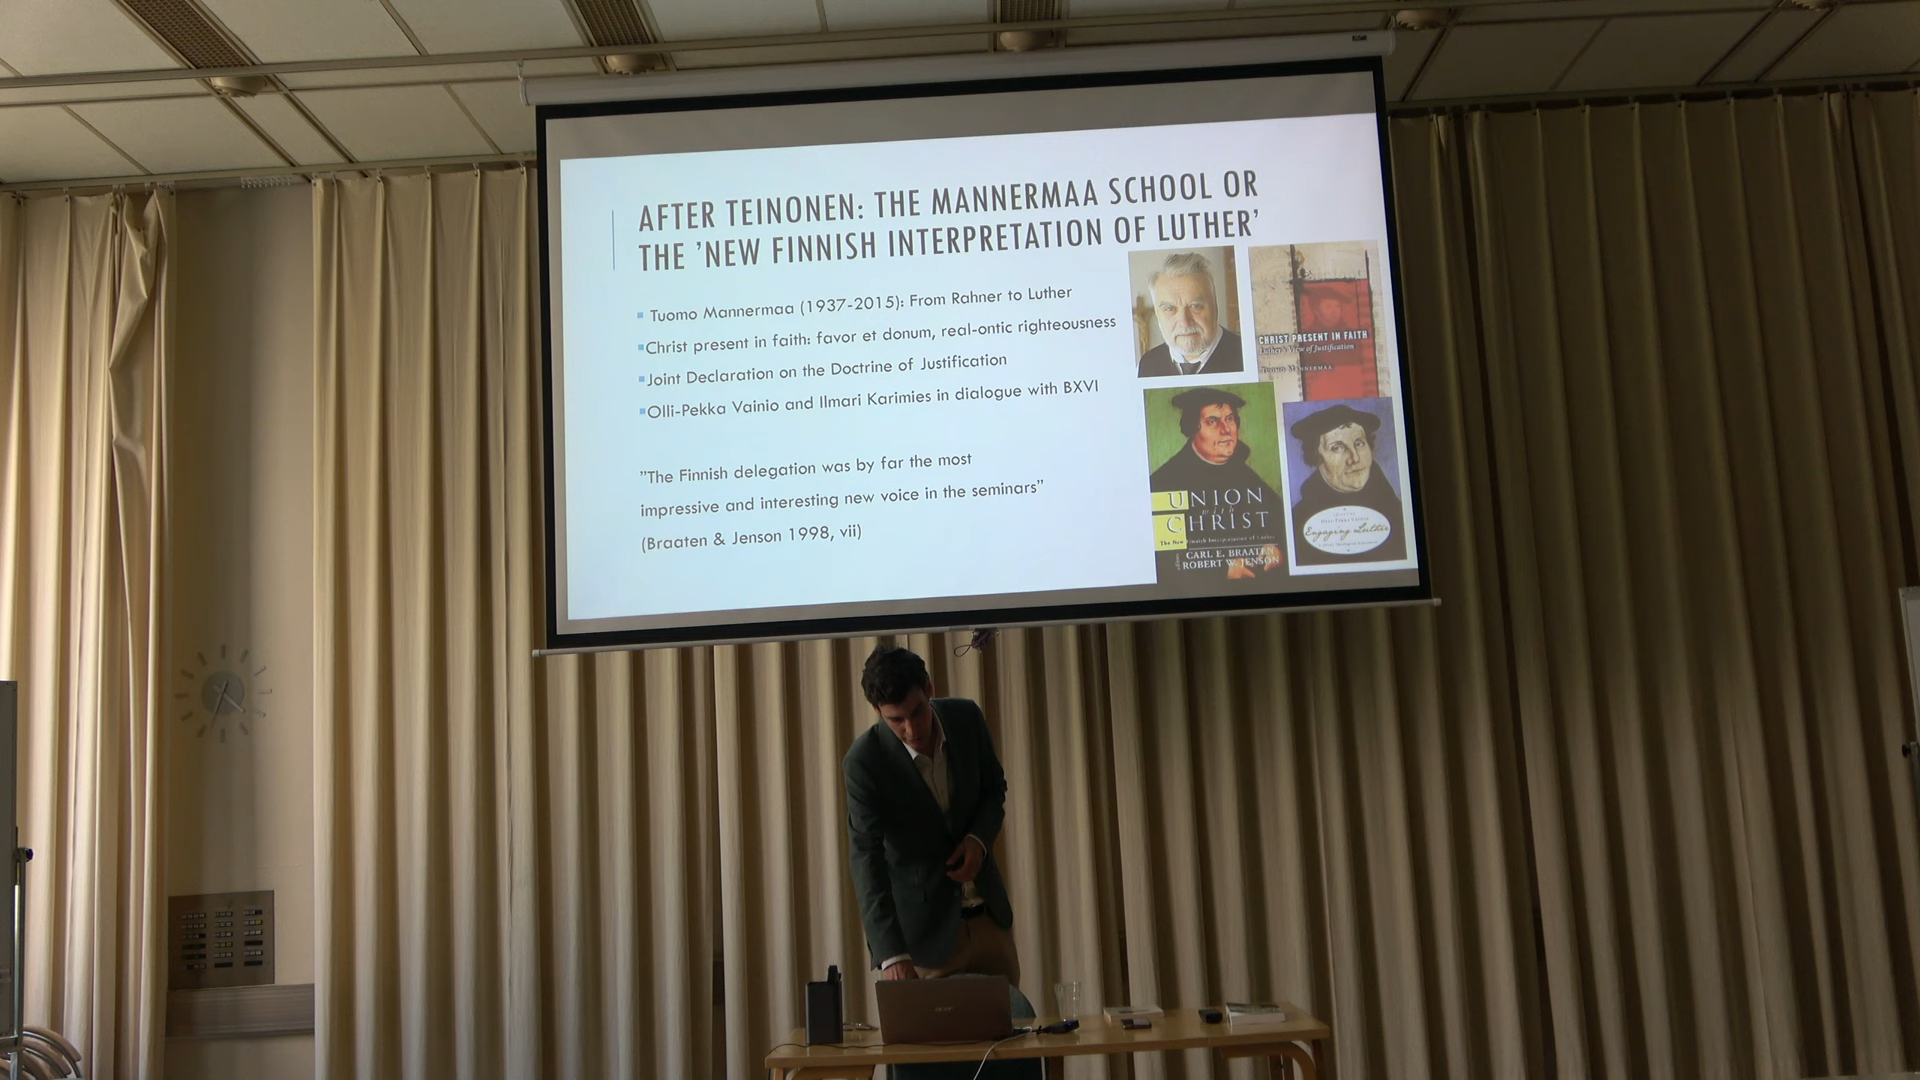 AFTER TEINONEN: THE MANNERMAA SCHOOL OR
THE ’NEW FINNISH INTERPRETATION OF LUTHER’
▪ Tuomo Mannermaa (1937-2015): From Rahner to Luther
▪Christ present in faith: favor et donum, real-ontic righteousness
▪Joint Declaration on the Doctrine of Justification
▪Olli-Pekka Vainio and Ilmari Karimies in dialogue with BXVI
”The Finnish delegation was by far the most
impressive and interesting new voice in the seminars”
(Braaten & Jenson 1998, vii)
CHRIST PRESENT IN FAITH
Luther's View of Justification
TUOMO MANNERMAA
UNION
with
CHRIST
The New Finnish Interpretation of Luther
CARL E. BRAATEN
ROBERT W. JENSON
OLLI-PEKKA VAINIO
Engaging Luther
acer